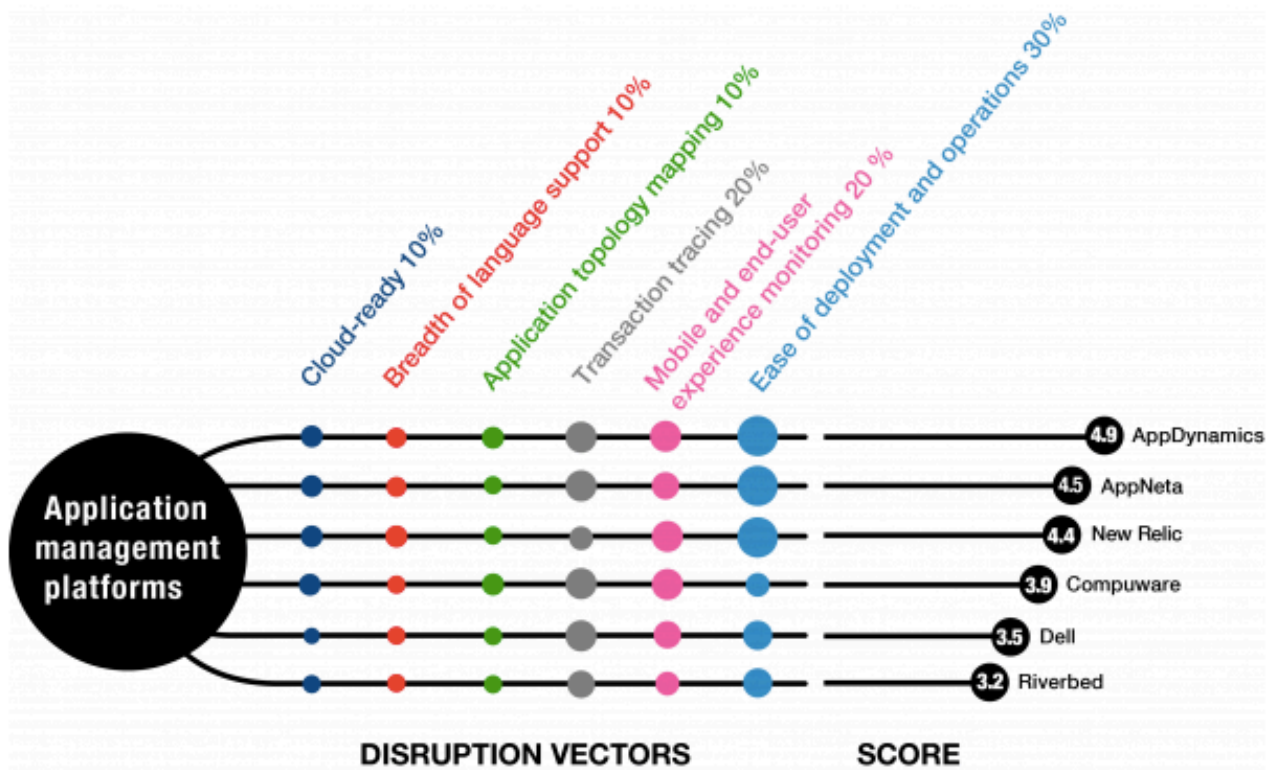 Cloud-ready 10%
Breadth of language support 10%
Application topology mapping 10%
Transaction tracing 20%
Mobile and end-user
experience monitoring 20 %
Ease of deployment and operations 30%
Application
management
platforms
4.9 AppDynamics
4.5 AppNeta
4.4 New Relic
3.9 Compuware
3.5 Dell
3.2 Riverbed
DISRUPTION VECTORS
SCORE